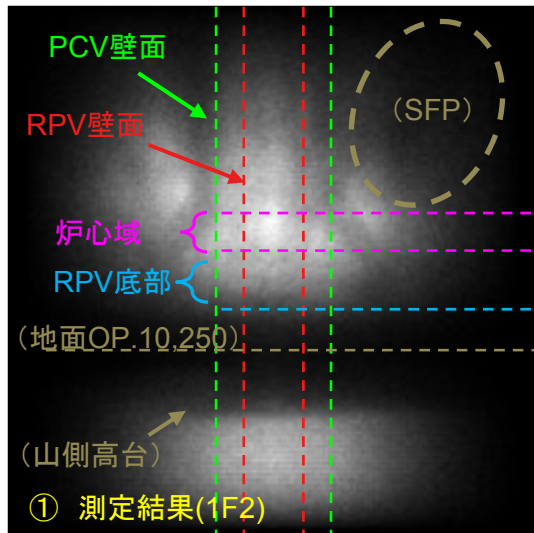 PCV壁面
(SFP)
RPV壁面
炉心域
RPV底部
(地面OP.10,250)
(山側高台)
① 測定結果(1F2)